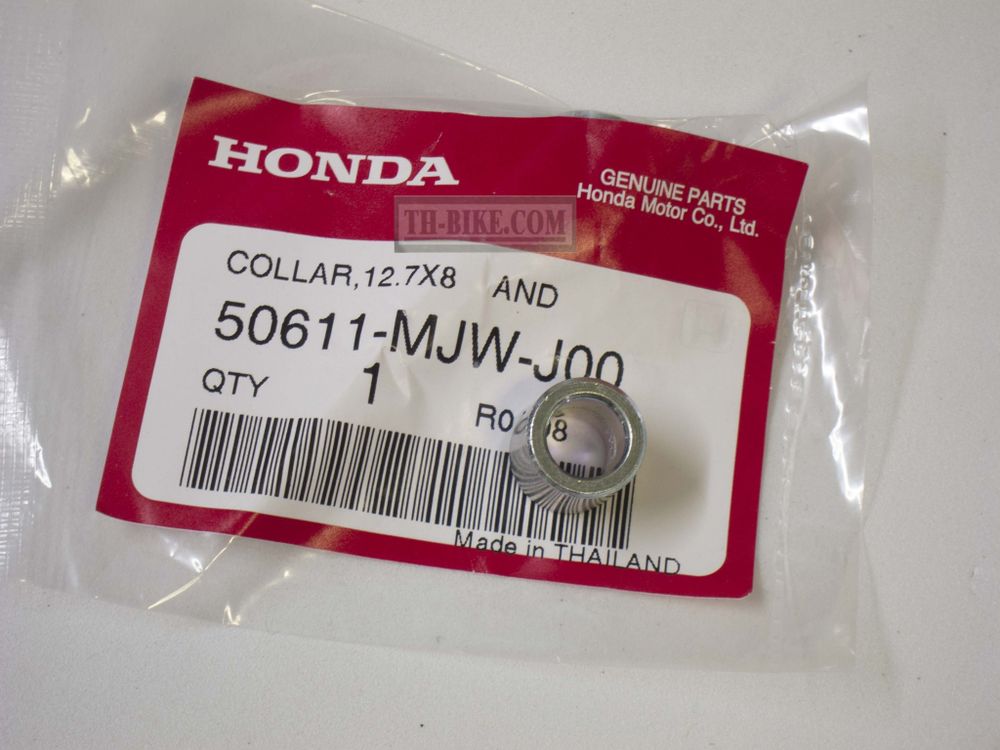 HONDA
GENUINE PARTS
Honda Motor Co., Ltd.
TH-BIKE.COM
COLLAR,12.7X8 AND
50611-MJW-J00
QTY 1
Made in THAILAND